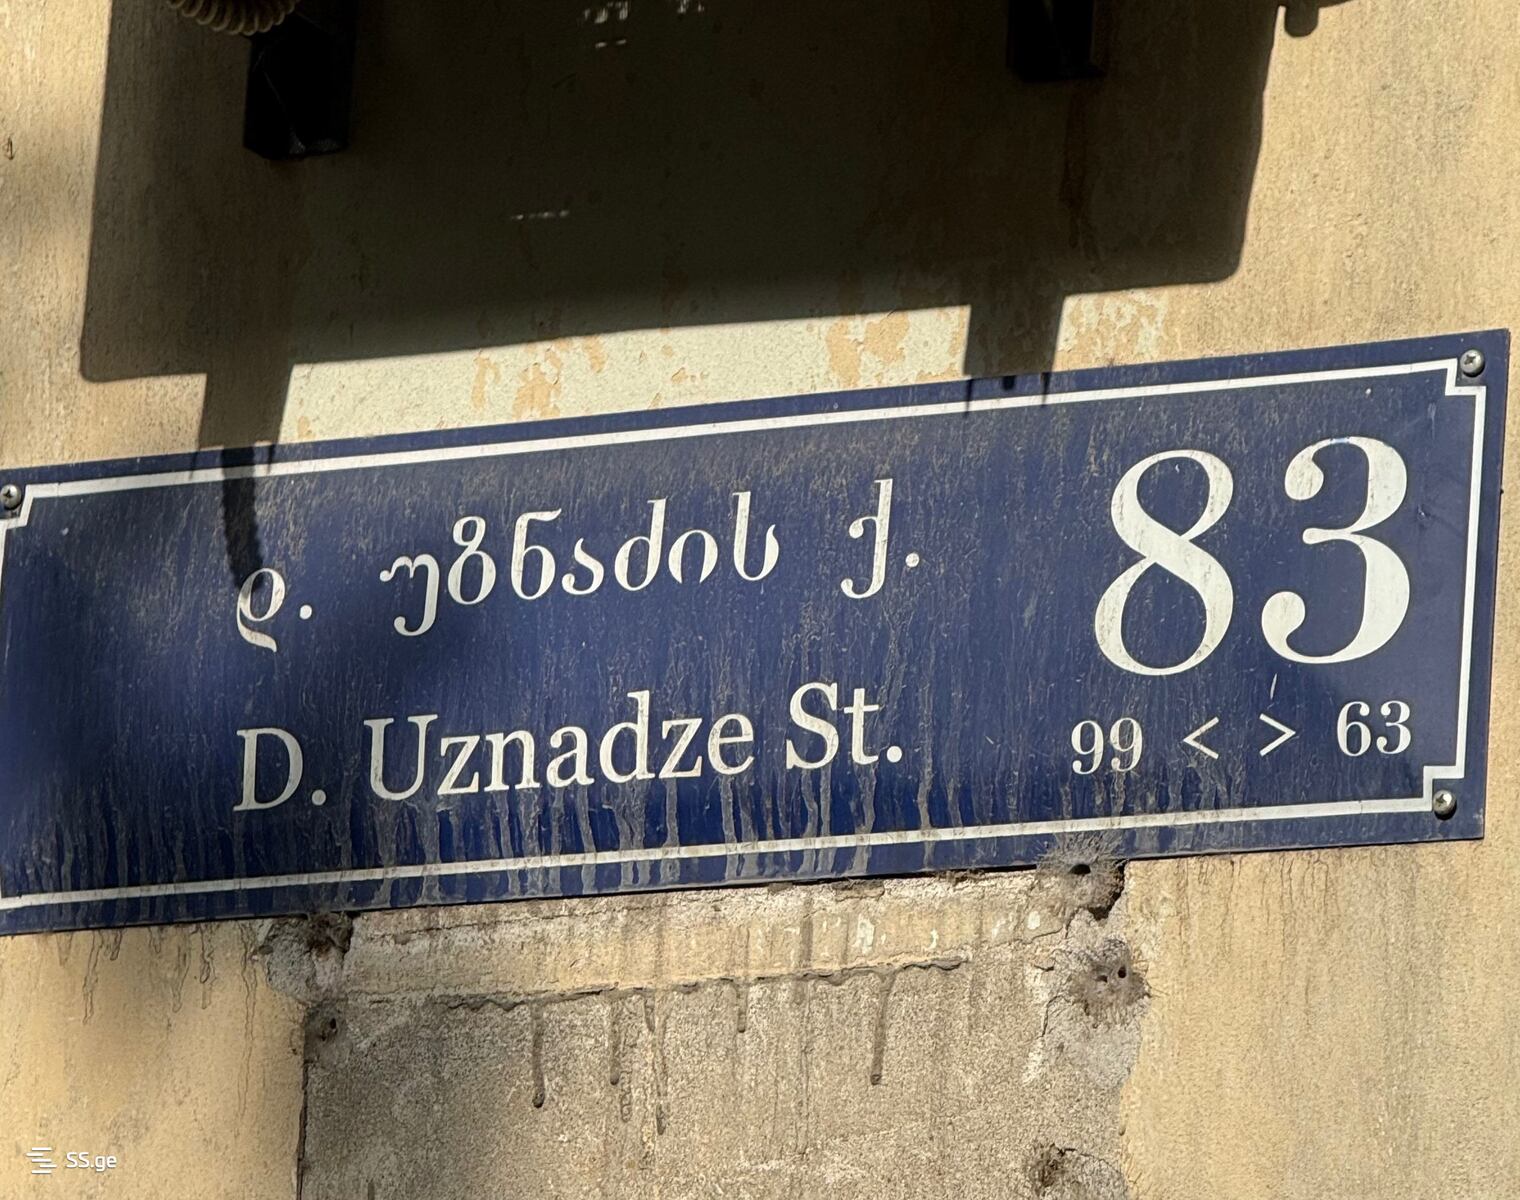 დ. უზნაძის ქ.
D. Uznadze St.
83
99 < > 63
SS.ge